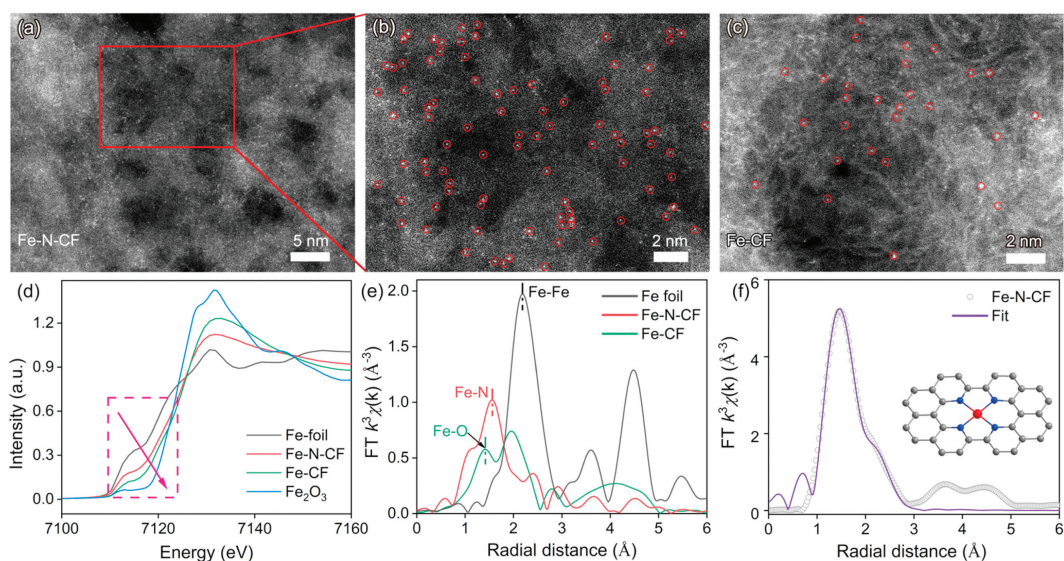 (a)
Fe-N-CF
5 nm
(b)
2 nm
(c)
Fe-CF
2 nm
(d)
Intensity (a.u.)
1.2
0.9
0.6
0.3
0.0
Fe-foil
Fe-N-CF
Fe-CF
Fe₂O₃
7100 7120 7140 7160
Energy (eV)
(e)
FT k³χ(k) (Å⁻³)
2.0
1.5
1.0
0.5
0.0
Fe-Fe
Fe-N
Fe-O
Fe foil
Fe-N-CF
Fe-CF
0 1 2 3 4 5 6
Radial distance (Å)
(f)
FT k³χ(k) (Å⁻³)
6
4
2
0
Fe-N-CF
Fit
0 1 2 3 4 5 6
Radial distance (Å)